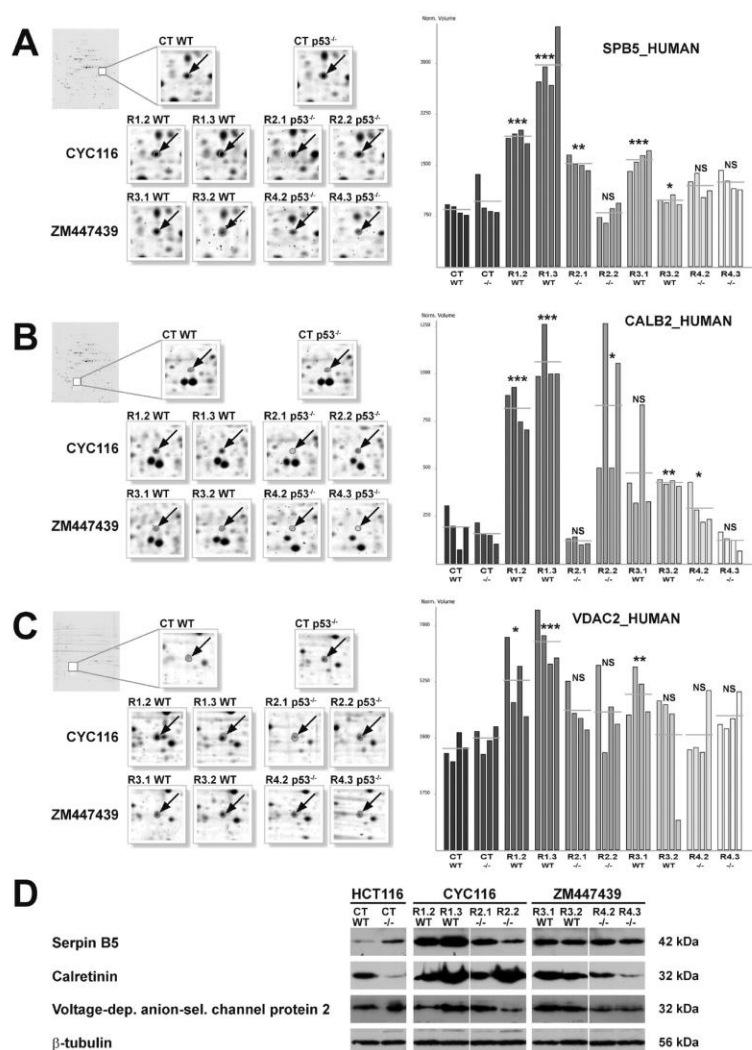 A
CT WT
CT p53-/-
R1.2 WT R1.3 WT R2.1 p53-/- R2.2 p53-/-
CYC116
R3.1 WT R3.2 WT R4.2 p53-/- R4.3 p53-/-
ZM447439
Norm. Volume
SPB5_HUMAN
2250
750
*** *** ** NS *** * NS NS
CT CT R1.2 R1.3 R2.1 R2.2 R3.1 R3.2 R4.2 R4.3
WT -/- WT WT -/- -/- WT WT -/- -/-
B
CT WT
CT p53-/-
R1.2 WT R1.3 WT R2.1 p53-/- R2.2 p53-/-
CYC116
R3.1 WT R3.2 WT R4.2 p53-/- R4.3 p53-/-
ZM447439
Norm. Volume
CALB2_HUMAN
1250
1000
750
500
250
*** *** NS * NS ** * NS
CT CT R1.2 R1.3 R2.1 R2.2 R3.1 R3.2 R4.2 R4.3
WT -/- WT WT -/- -/- WT WT -/- -/-
C
CT WT
CT p53-/-
R1.2 WT R1.3 WT R2.1 p53-/- R2.2 p53-/-
CYC116
R3.1 WT R3.2 WT R4.2 p53-/- R4.3 p53-/-
ZM447439
Norm. Volume
VDAC2_HUMAN
5250
1750
* *** NS NS ** NS NS NS
CT CT R1.2 R1.3 R2.1 R2.2 R3.1 R3.2 R4.2 R4.3
WT -/- WT WT -/- -/- WT WT -/- -/-
D
HCT116 CYC116 ZM447439
CT CT R1.2 R1.3 R2.1 R2.2 R3.1 R3.2 R4.2 R4.3
WT -/- WT WT -/- -/- WT WT -/- -/-
Serpin B5 42 kDa
Calretinin 32 kDa
Voltage-dep. anion-sel. channel protein 2 32 kDa
β-tubulin 56 kDa